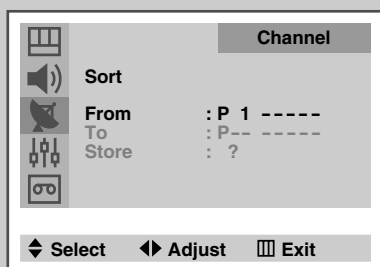 Channel
Sort
From : P 1 -----
To : P-- -----
Store : ?
Select Adjust Exit